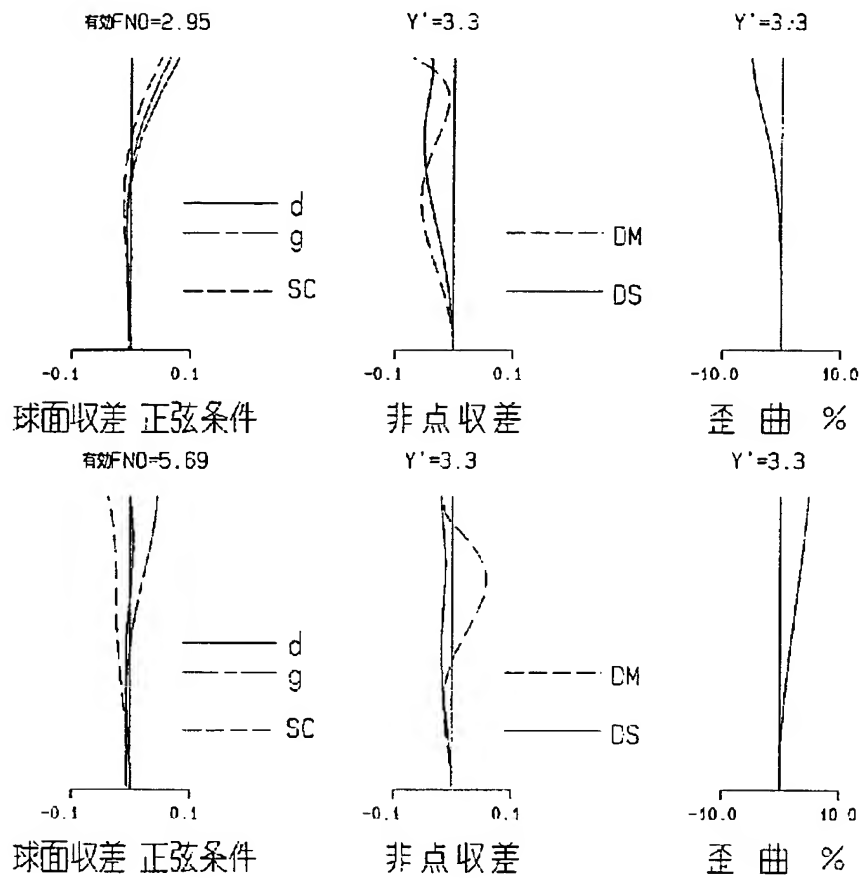 有効FNO=2.95 Y'=3.3 Y'=3.3
d
g
DM
SC
DS
-0.1 0.1 -0.1 0.1 -10.0 10.0
球面収差 正弦条件 非点収差 歪曲 %
有効FNO=5.69 Y'=3.3 Y'=3.3
d
g
DM
SC
DS
-0.1 0.1 -0.1 0.1 -10.0 10.0
球面収差 正弦条件 非点収差 歪曲 %